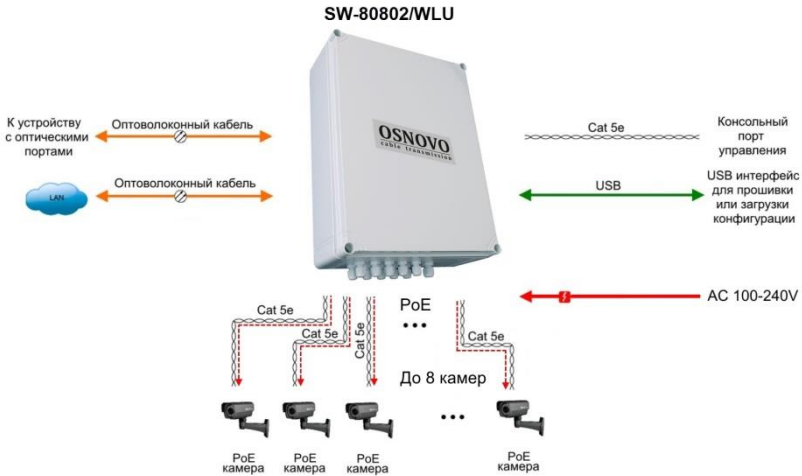 SW-80802/WLU
К устройству
с оптическими
портами
Оптоволоконный кабель
OSNOVO
cable transmission
Cat 5e
Консольный
порт
управления
LAN
Оптоволоконный кабель
USB
USB интерфейс
для прошивки
или загрузки
конфигурации
AC 100-240V
PoE
...
Cat 5e
Cat 5e
Cat 5e
Cat 5e
До 8 камер
...
PoE
камера
PoE
камера
PoE
камера
PoE
камера